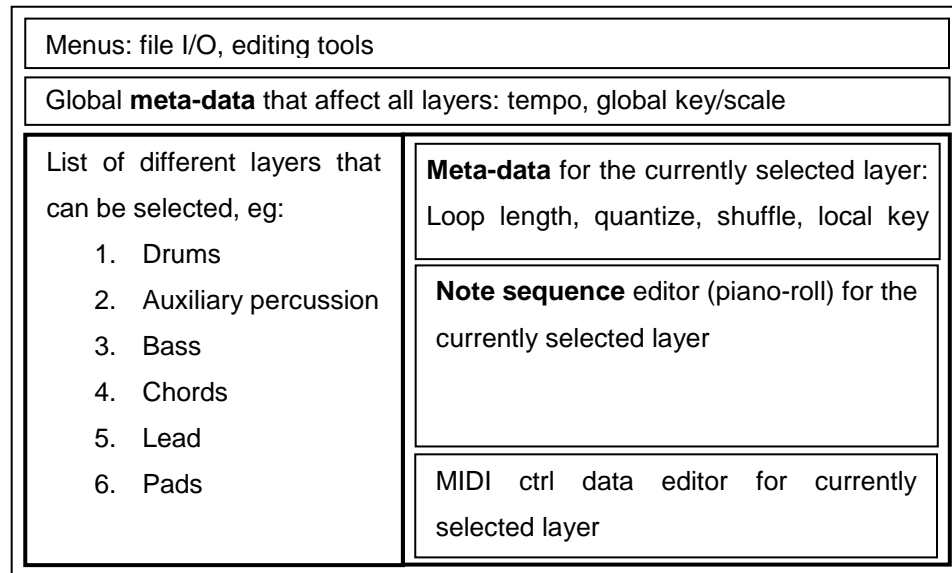 Menus: file I/O, editing tools
Global meta-data that affect all layers: tempo, global key/scale
List of different layers that
can be selected, eg:
1. Drums
2. Auxiliary percussion
3. Bass
4. Chords
5. Lead
6. Pads
Meta-data for the currently selected layer:
Loop length, quantize, shuffle, local key
Note sequence editor (piano-roll) for the
currently selected layer
MIDI ctrl data editor for currently
selected layer